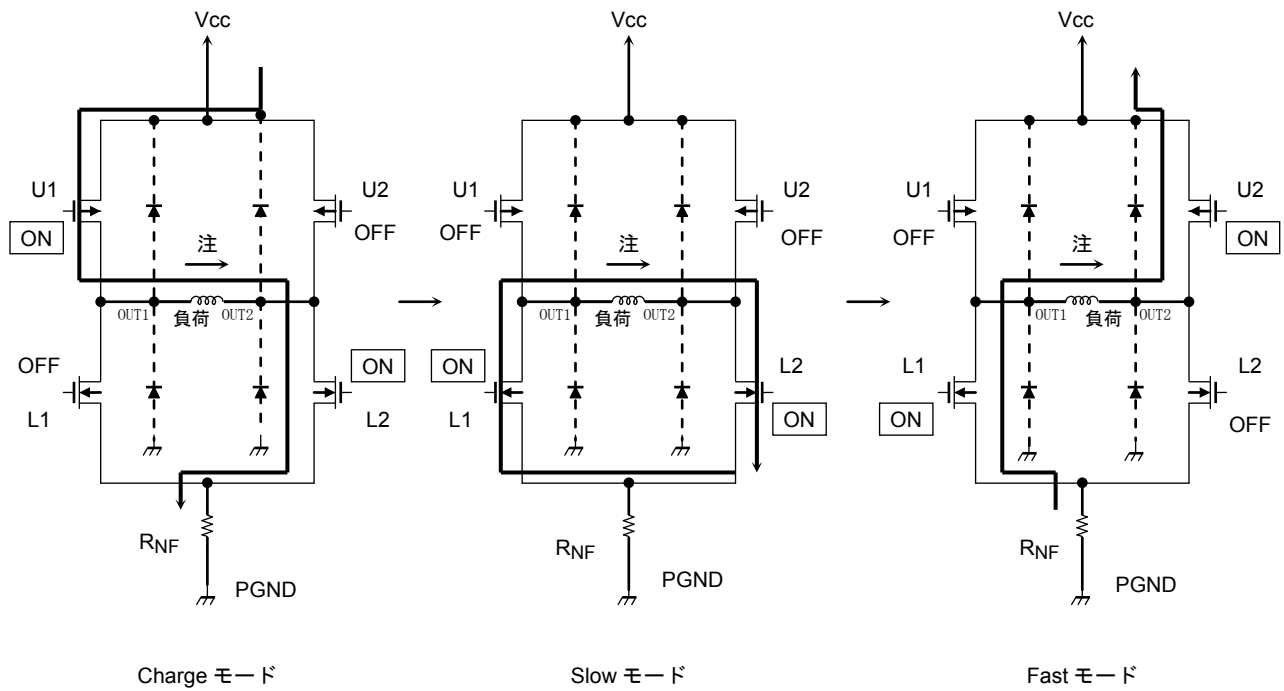 Vcc
U1
ON
U2
OFF
注
OUT1
負荷
OUT2
OFF
L1
ON
L2
RNF
PGND
Charge モード
Vcc
U1
OFF
U2
OFF
注
OUT1
負荷
OUT2
ON
L1
L2
ON
RNF
PGND
Slow モード
Vcc
U1
OFF
U2
ON
注
OUT1
負荷
OUT2
L1
ON
L2
OFF
RNF
PGND
Fast モード